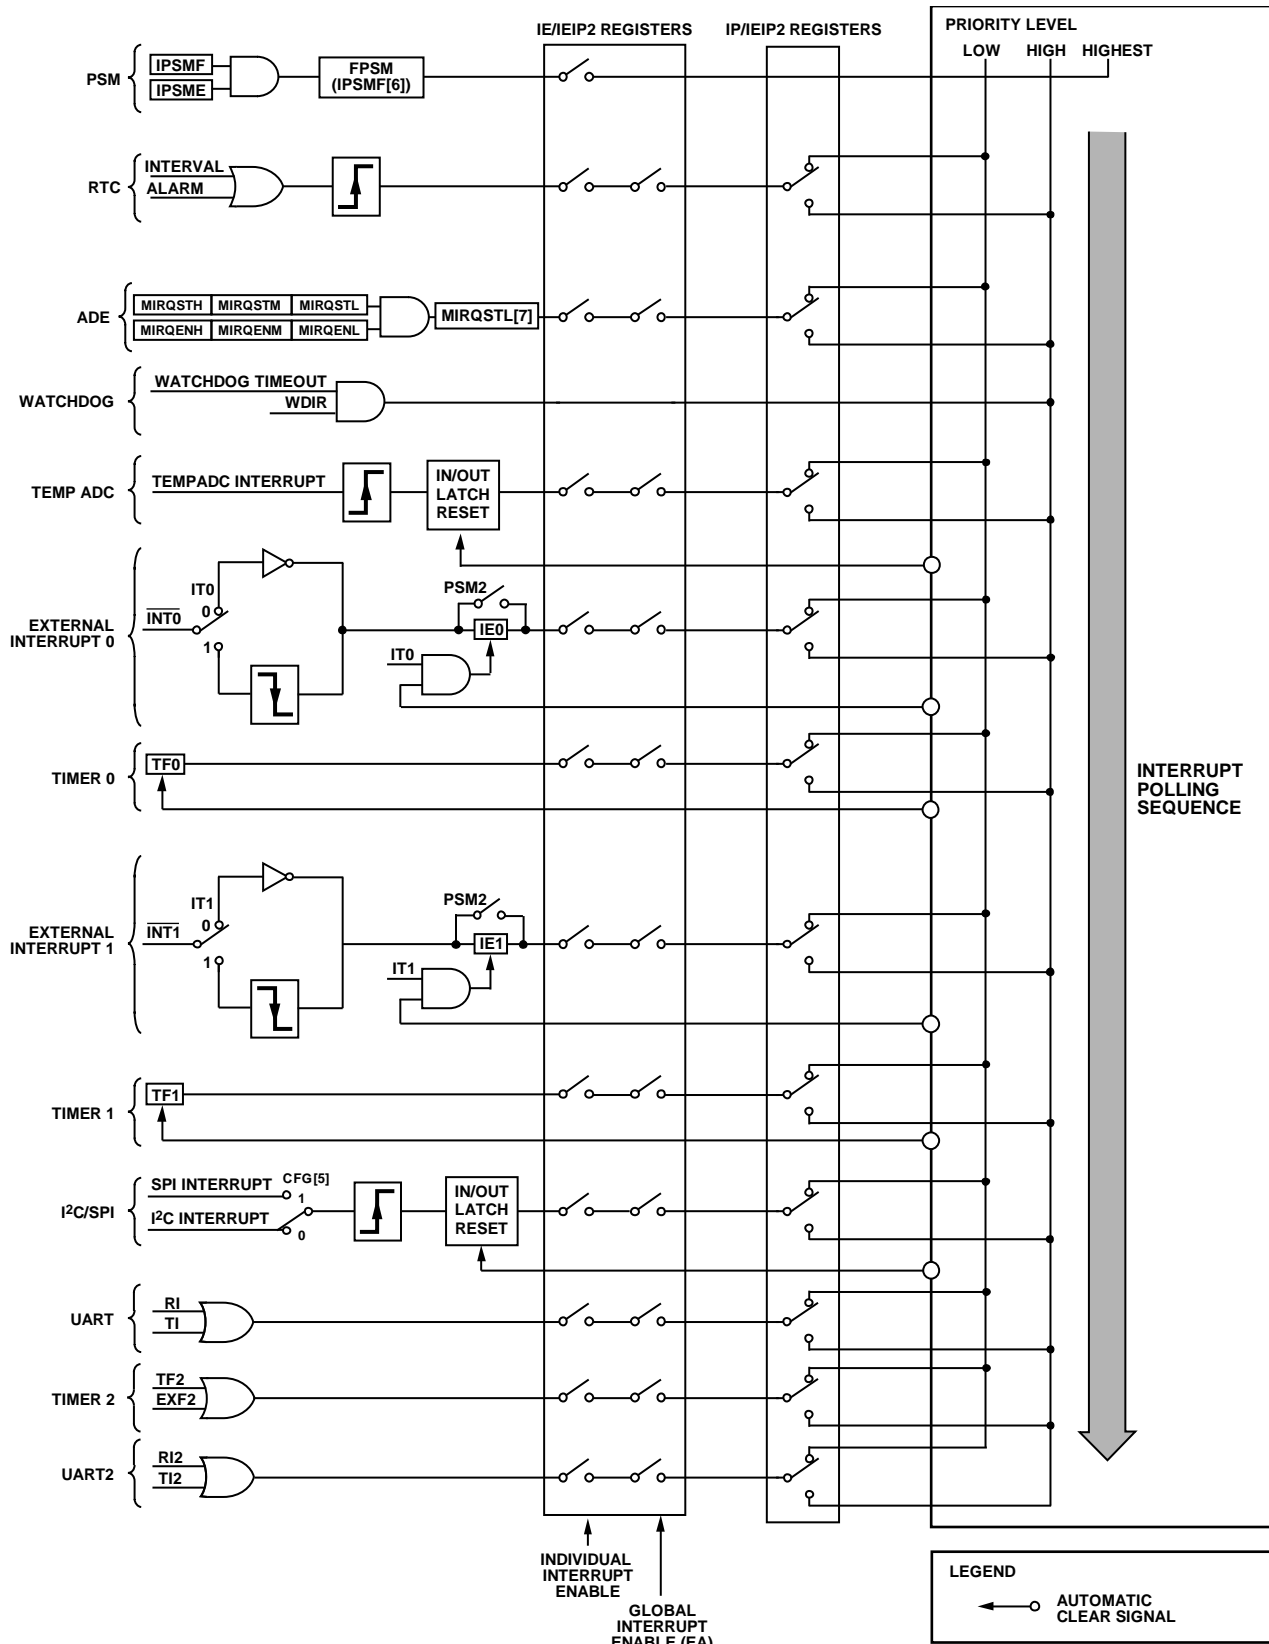 IE/IEIP2 REGISTERS
IP/IEIP2 REGISTERS
PRIORITY LEVEL
LOW HIGH HIGHEST
PSM
IPSMF
IPSME
FPSM
(IPSMF[6])
RTC
INTERVAL
ALARM
ADE
MIRQSTH MIRQSTM MIRQSTL
MIRQENH MIRQENM MIRQENL
MIRQSTL[7]
WATCHDOG
WATCHDOG TIMEOUT
WDIR
TEMP ADC
TEMPADC INTERRUPT
IN/OUT
LATCH
RESET
EXTERNAL
INTERRUPT 0
INT0
IT0
0
1
PSM2
IE0
IT0
TIMER 0
TF0
INTERRUPT
POLLING
SEQUENCE
EXTERNAL
INTERRUPT 1
INT1
IT1
0
1
PSM2
IE1
IT1
TIMER 1
TF1
I²C/SPI
SPI INTERRUPT
I²C INTERRUPT
CFG[5]
1
0
IN/OUT
LATCH
RESET
UART
RI
TI
TIMER 2
TF2
EXF2
UART2
RI2
TI2
INDIVIDUAL
INTERRUPT
ENABLE
GLOBAL
INTERRUPT
ENABLE (EA)
LEGEND
AUTOMATIC
CLEAR SIGNAL